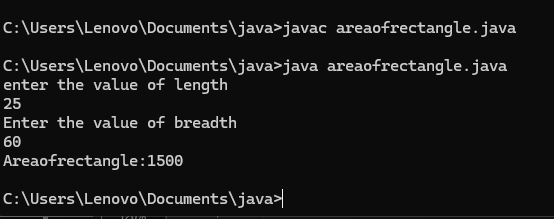 C:\Users\Lenovo\Documents\java>javac areaofrectangle.java
C:\Users\Lenovo\Documents\java>java areaofrectangle.java
enter the value of length
25
Enter the value of breadth
60
Areaofrectangle:1500
C:\Users\Lenovo\Documents\java>